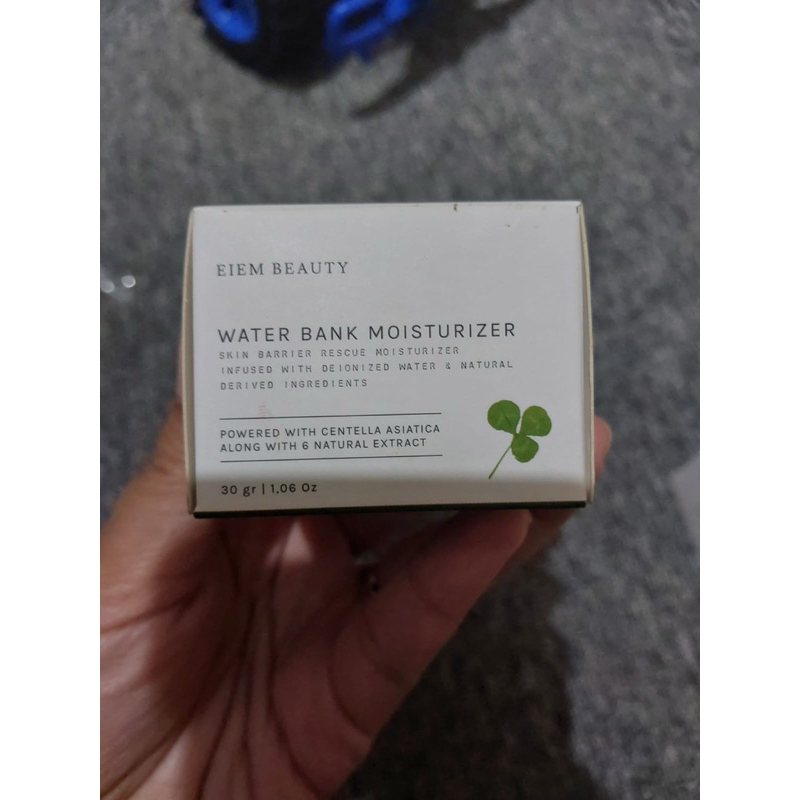 EIEM BEAUTY
WATER BANK MOISTURIZER
SKIN BARRIER RESCUE MOISTURIZER
INFUSED WITH DEIONIZED WATER & NATURAL
DERIVED INGREDIENTS
POWERED WITH CENTELLA ASIATICA
ALONG WITH 6 NATURAL EXTRACT
30 gr | 1,06 Oz